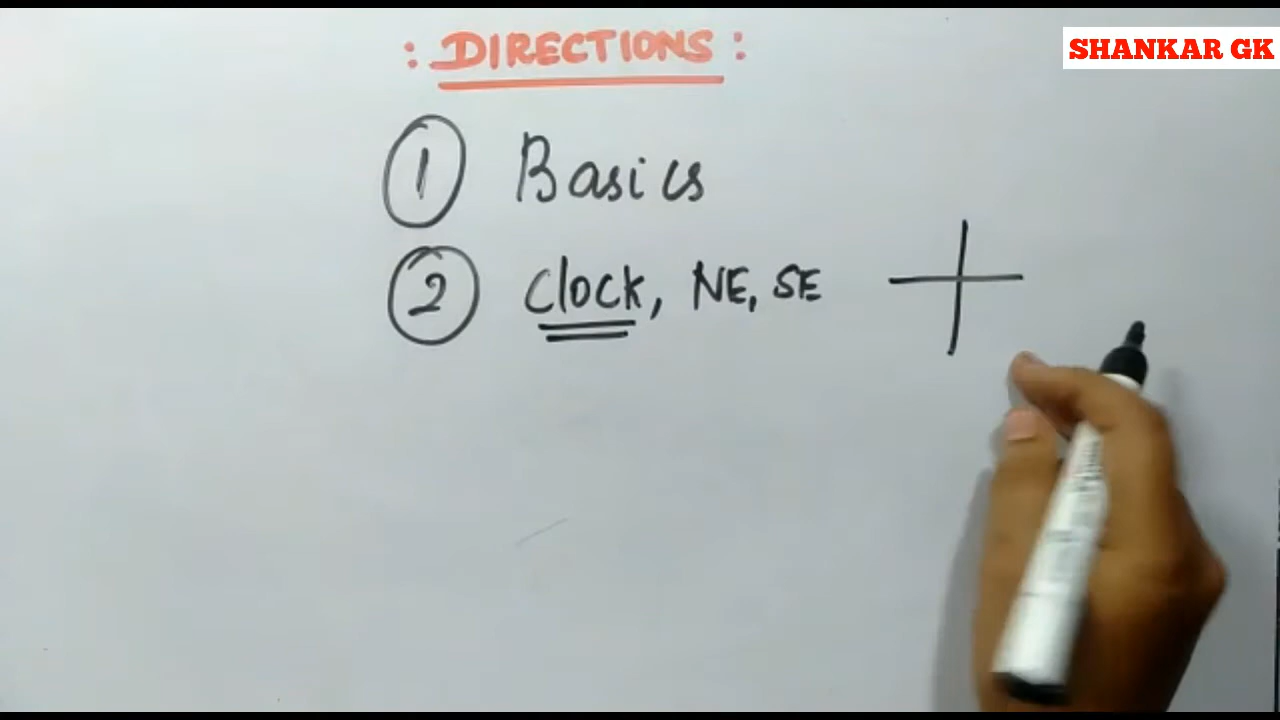 : DIRECTIONS :
SHANKAR GK
1 Basics
2 Clock, NE, SE